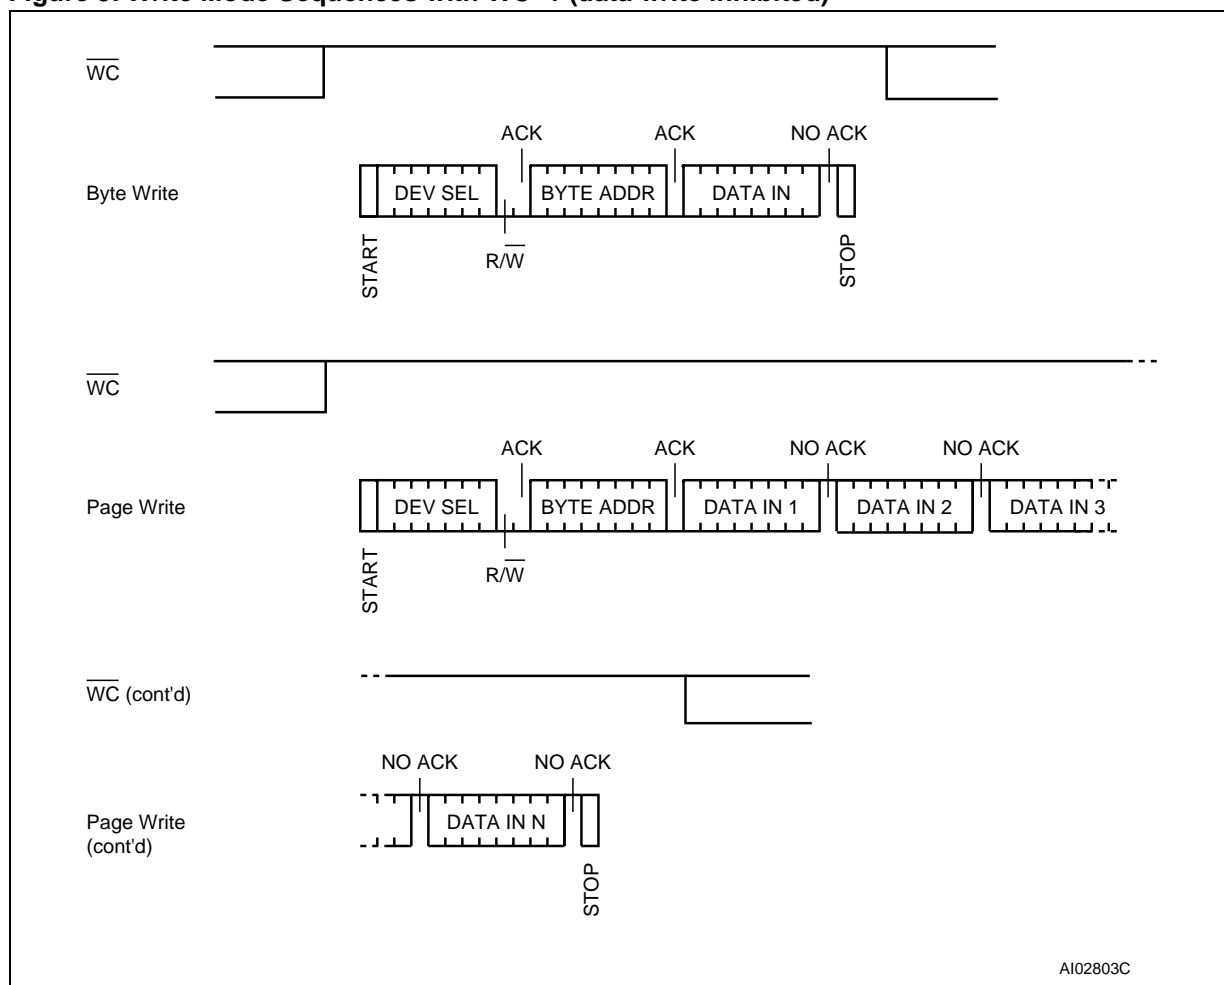 Figure Write Mode Sequences with WC=1 (data write inhibited)
WC
ACK ACK NO ACK
Byte Write DEV SEL BYTE ADDR DATA IN
START R/W STOP
WC
ACK ACK NO ACK NO ACK
Page Write DEV SEL BYTE ADDR DATA IN 1 DATA IN 2 DATA IN 3
START R/W
WC (cont'd)
NO ACK NO ACK
Page Write DATA IN N
(cont'd)
STOP
AI02803C